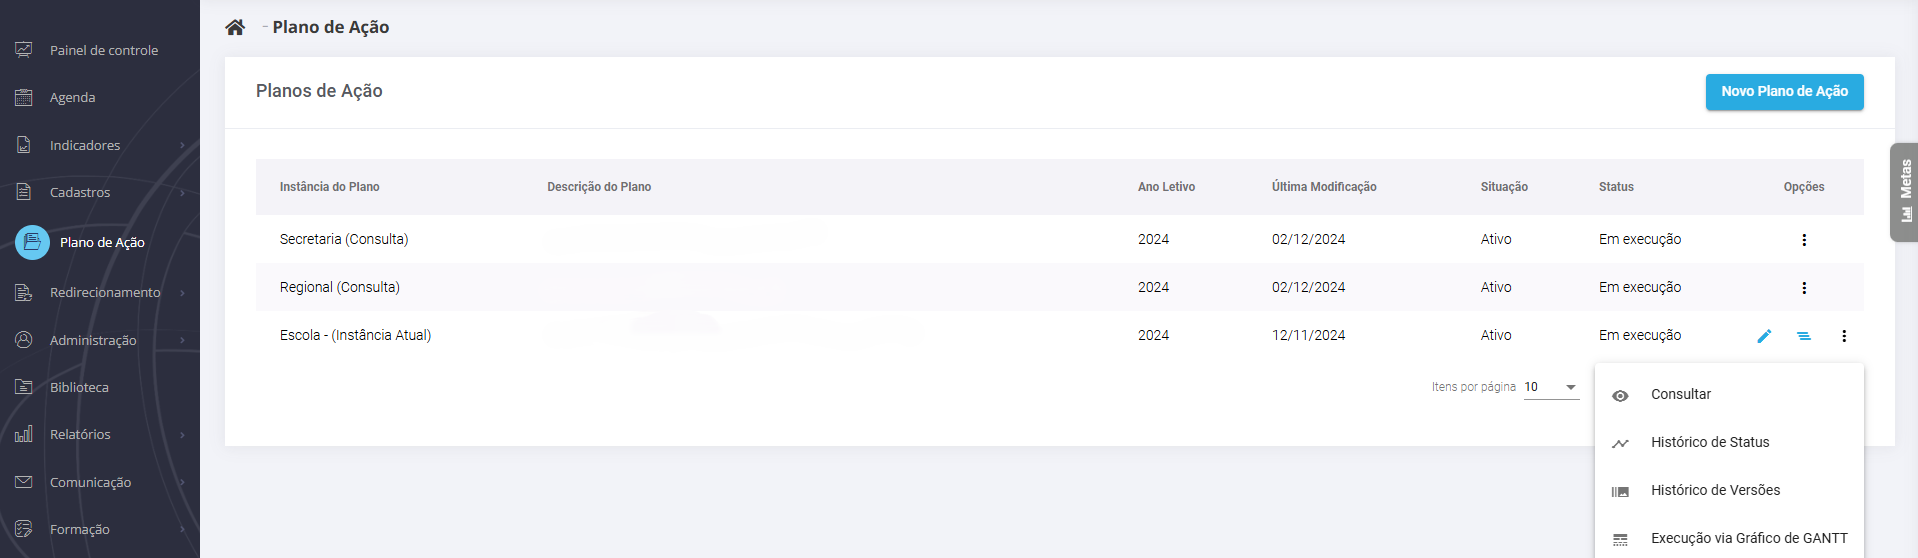 Painel de controle
Agenda
Indicadores
Cadastros
Plano de Ação
Redirecionamento
Administração
Biblioteca
Relatórios
Comunicação
Formação
- Plano de Ação
Planos de Ação
Novo Plano de Ação
Instância do Plano Descrição do Plano Ano Letivo Última Modificação Situação Status Opções
Secretaria (Consulta) 2024 02/12/2024 Ativo Em execução
Regional (Consulta) 2024 02/12/2024 Ativo Em execução
Escola - (Instância Atual) 2024 12/11/2024 Ativo Em execução
Itens por página 10
Consultar
Histórico de Status
Histórico de Versões
Execução via Gráfico de GANTT
Metas